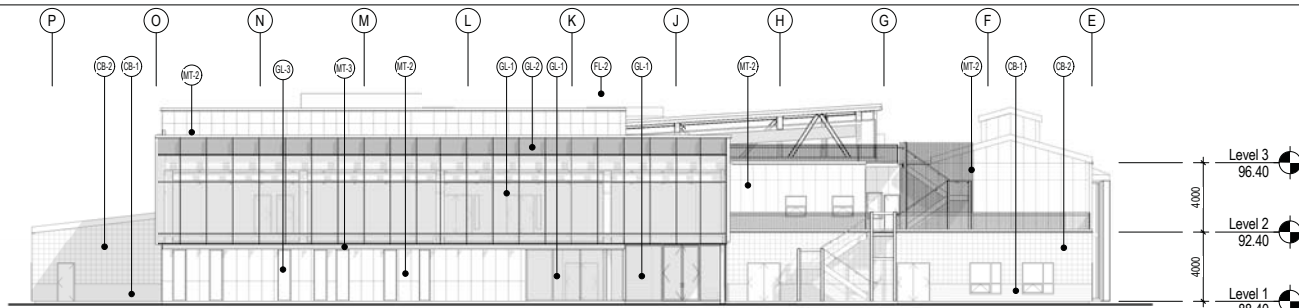 P O N M L K J H G F E
CB-2 CB-1 MT-2 GL-3 MT-3 MT-2 GL-1 GL-2 GL-1 FL-2 GL-1 MT-2 MT-2 CB-1 CB-2
Level 3
96.40
4000
Level 2
92.40
4000
Level 1
88.40